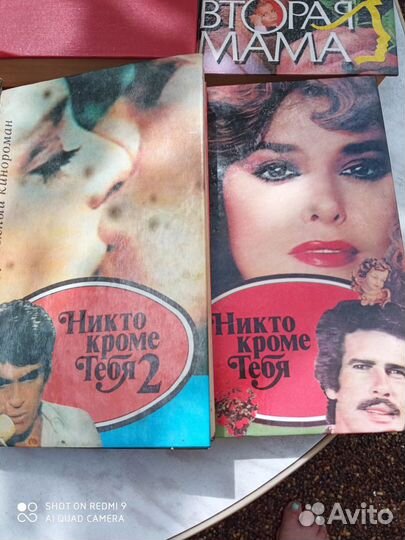 ВТОРАЯ
МАМА
кинороман
Никто
кроме
Тебя 2
Никто
кроме
Тебя
SHOT ON REDMI 9
AI QUAD CAMERA
Avito